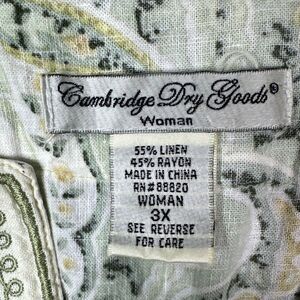 Cambridge Dry Goods®
Woman
55% LINEN
45% RAYON
MADE IN CHINA
RN#88820
WOMAN
3X
SEE REVERSE
FOR CARE